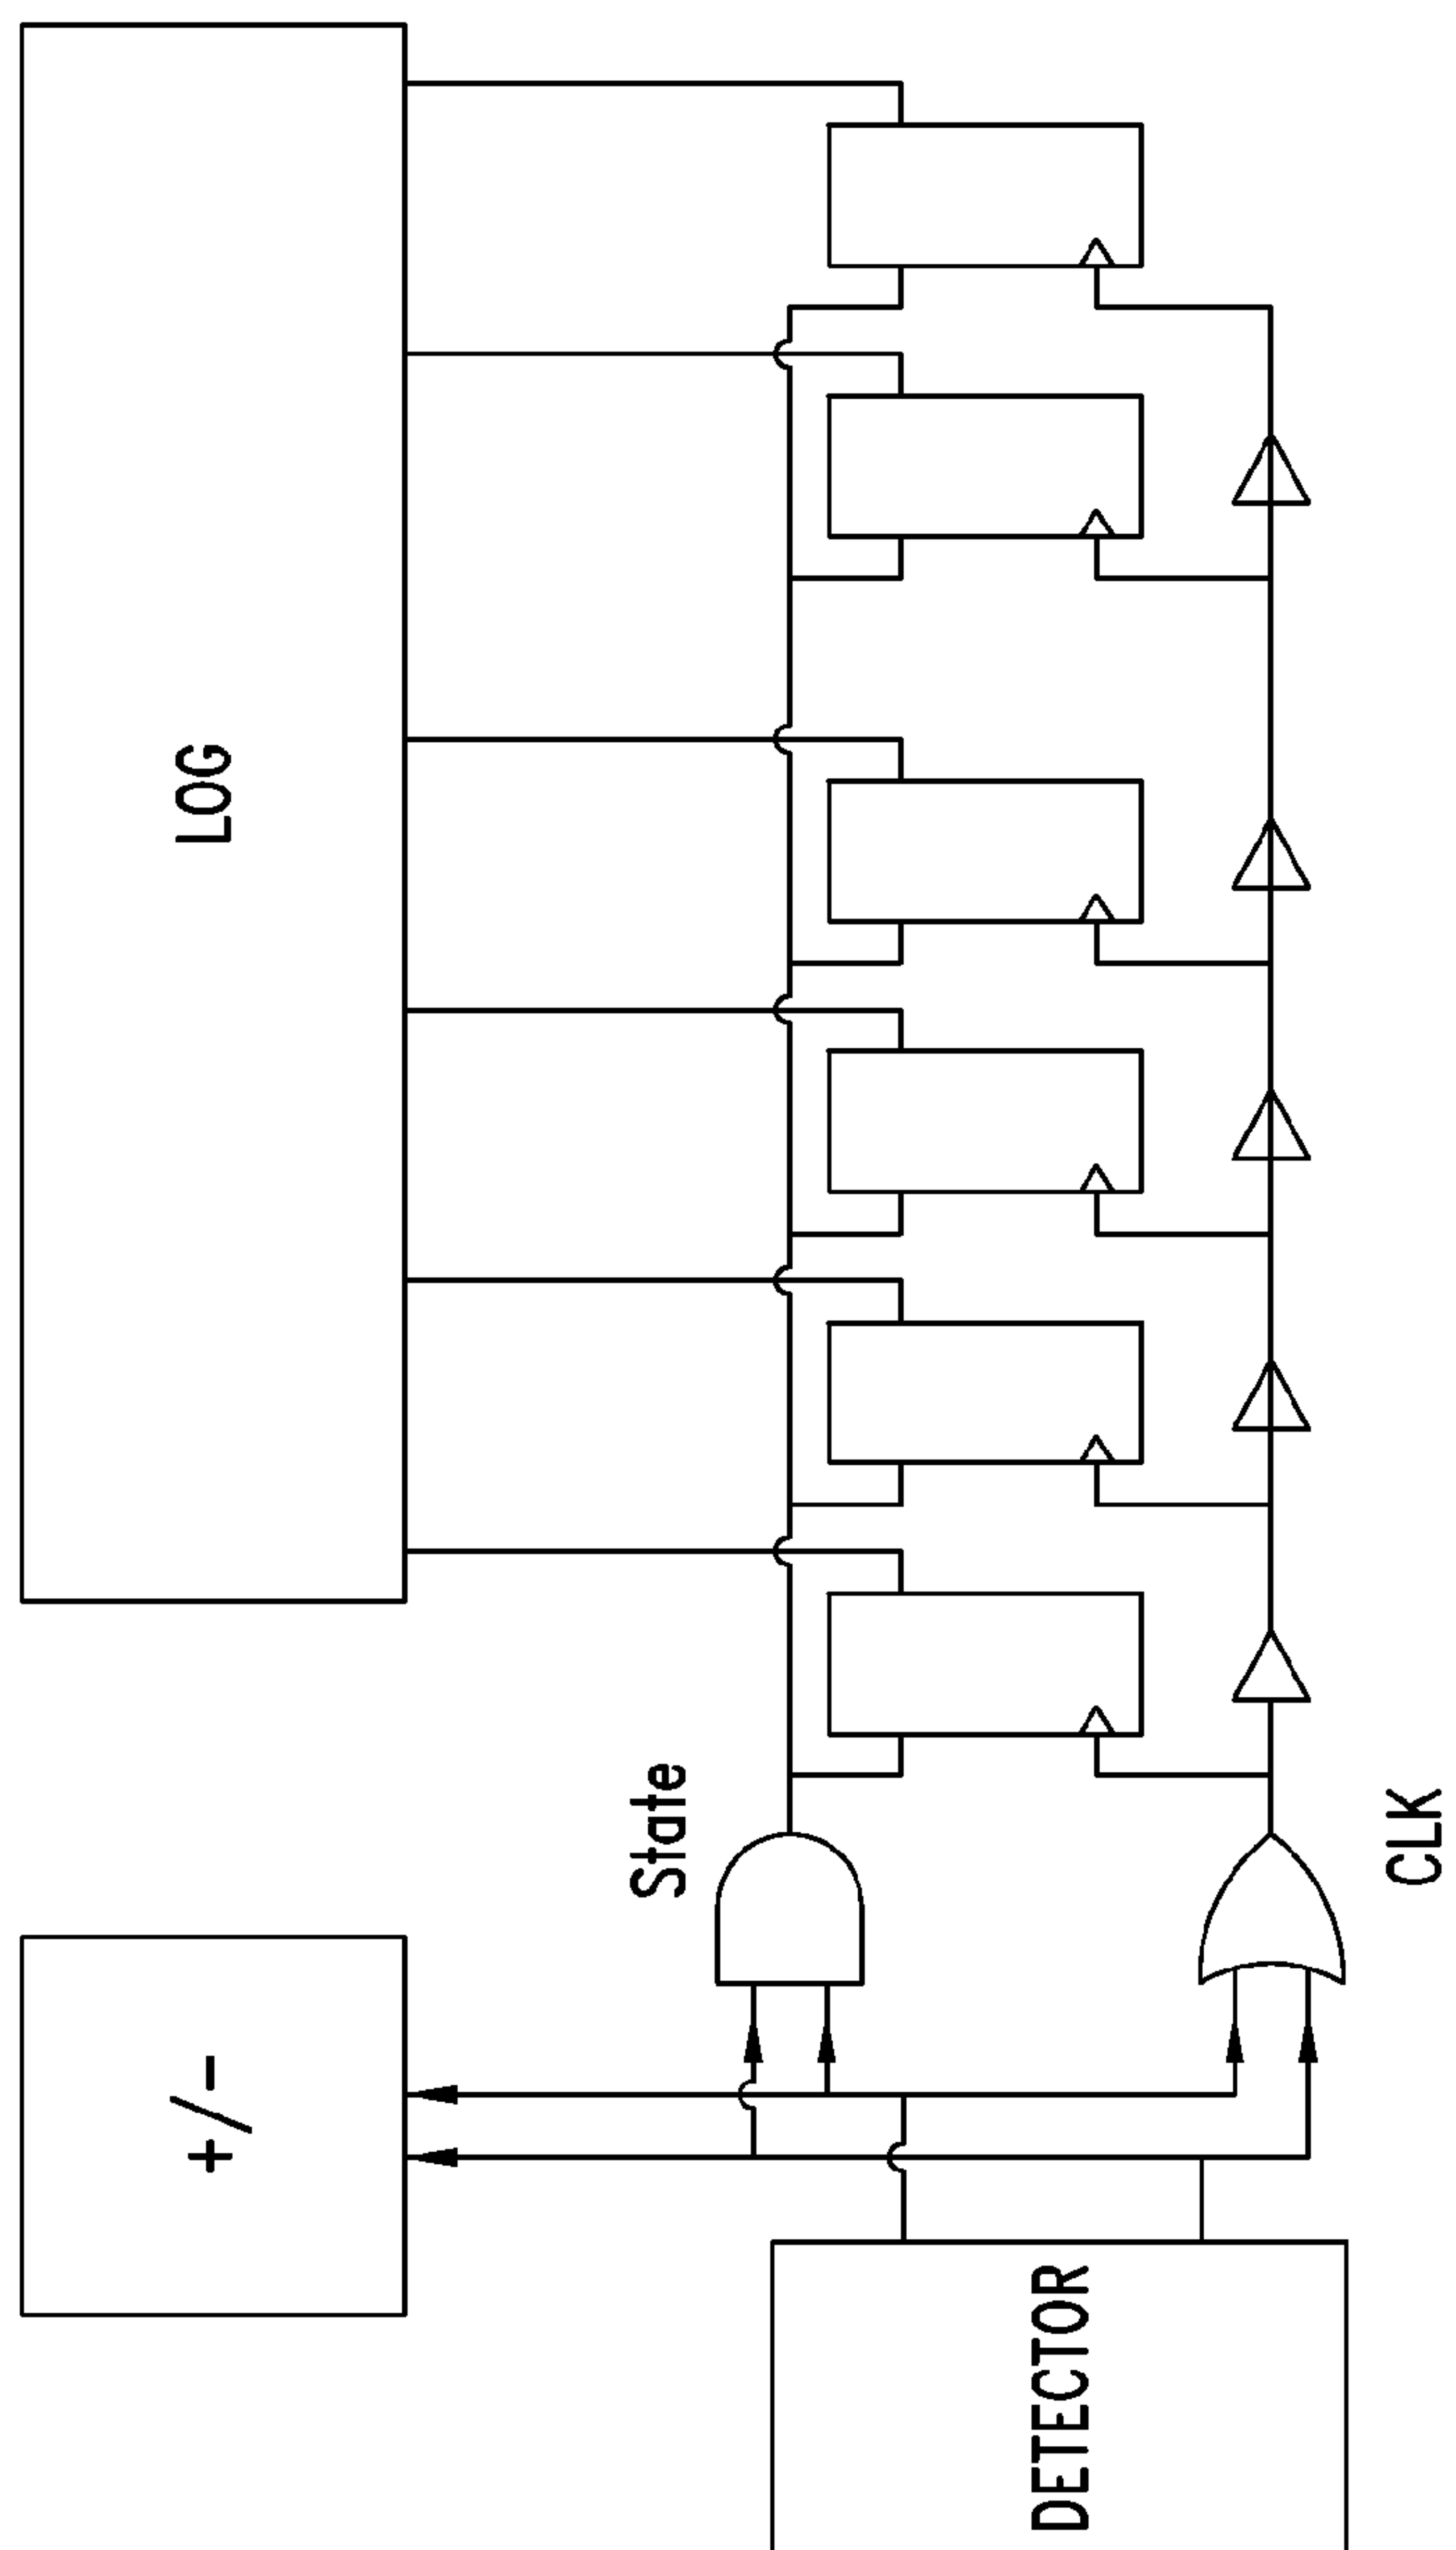 LOG
+/-
State
CLK
DETECTOR